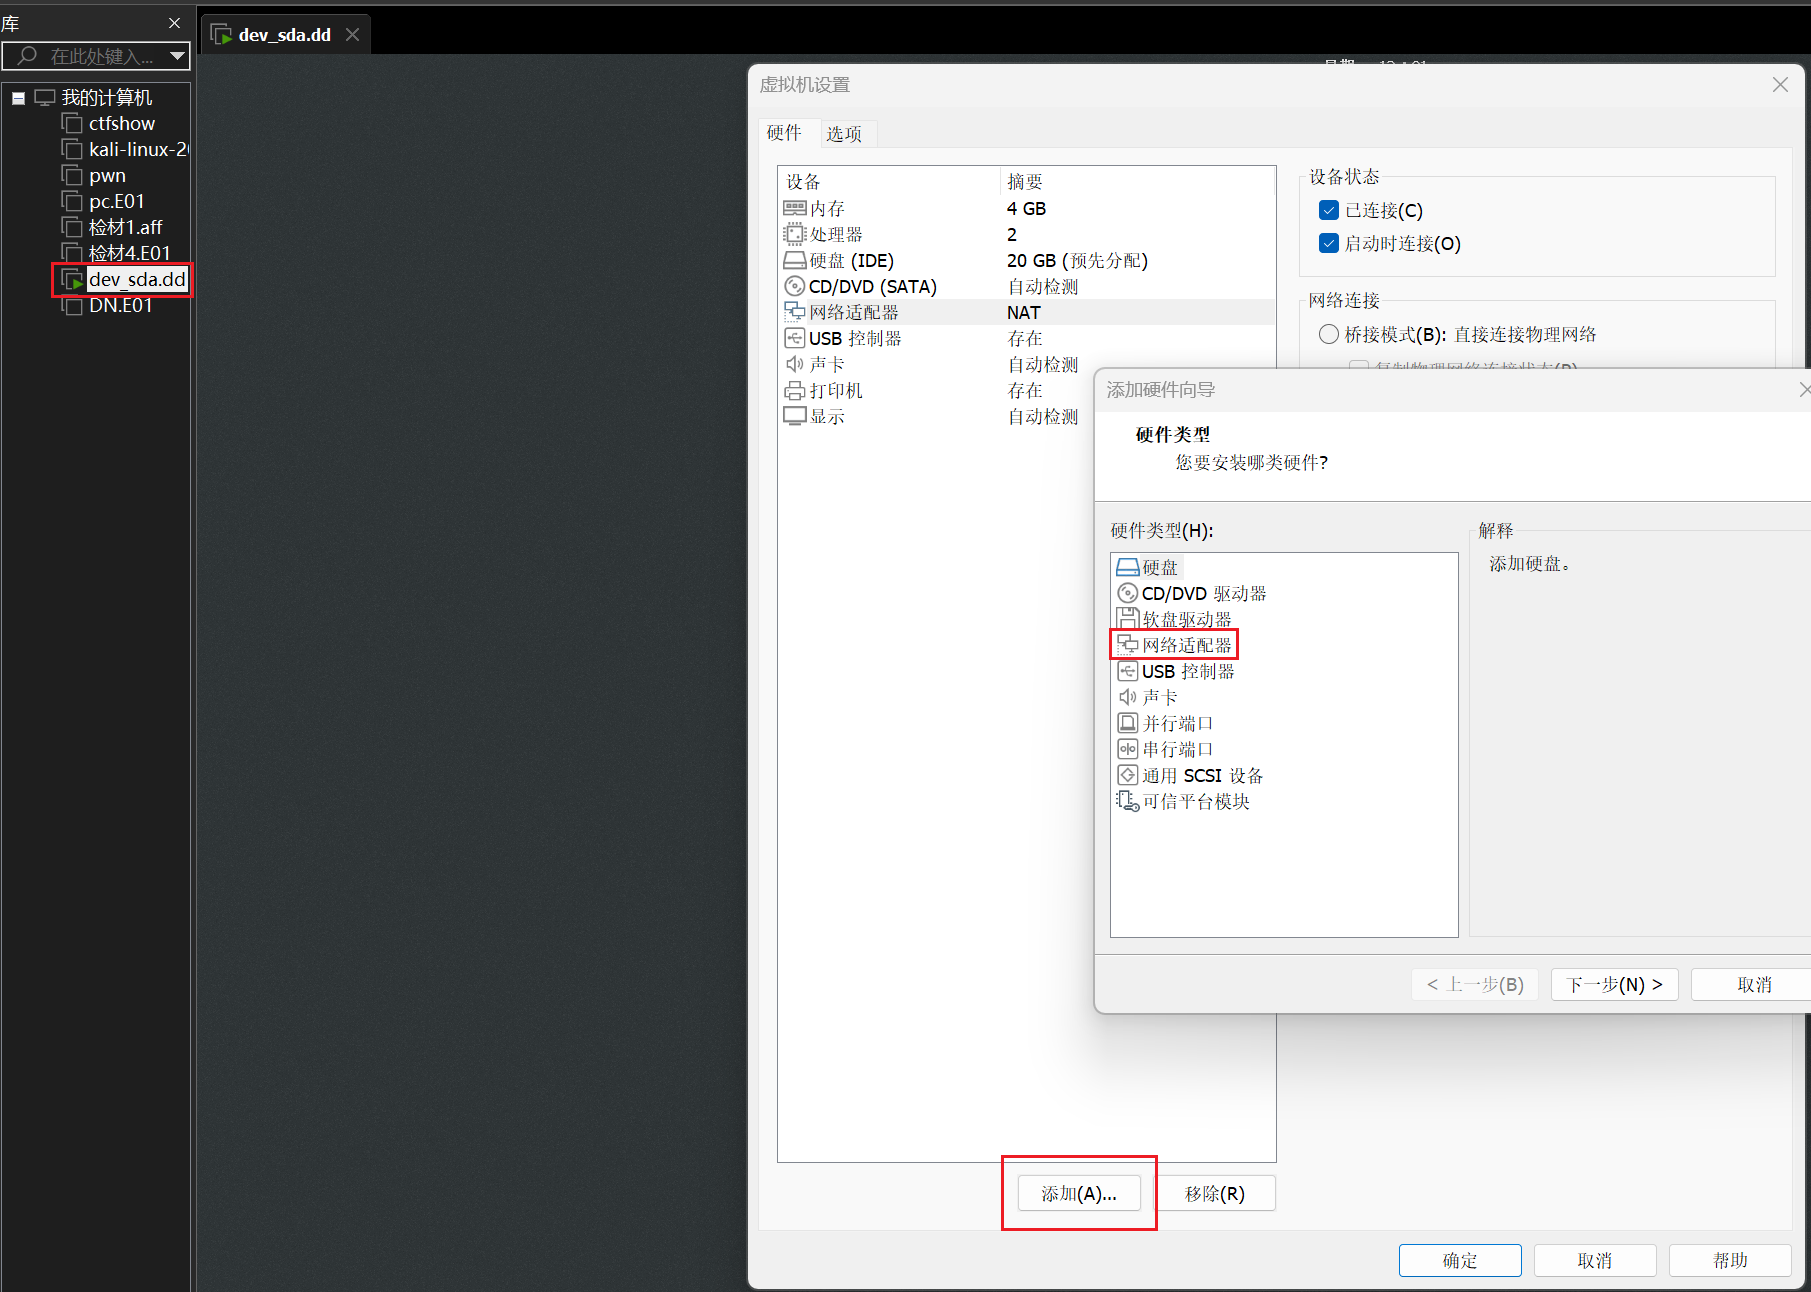 库
在此处键入...
我的计算机
ctfshow
kali-linux-20
pwn
pc.E01
检材1.aff
检材4.E01
dev_sda.dd
DN.E01
dev_sda.dd
虚拟机设置
硬件
选项
设备 摘要
内存 4 GB
处理器 2
硬盘 (IDE) 20 GB (预先分配)
CD/DVD (SATA) 自动检测
网络适配器 NAT
USB 控制器 存在
声卡 自动检测
打印机 存在
显示 自动检测
添加(A)...
移除(R)
设备状态
已连接(C)
启动时连接(O)
网络连接
桥接模式(B): 直接连接物理网络
复制物理网络连接状态(P)
添加硬件向导
硬件类型
您要安装哪类硬件?
硬件类型(H):
硬盘
CD/DVD 驱动器
软盘驱动器
网络适配器
USB 控制器
声卡
并行端口
串行端口
通用 SCSI 设备
可信平台模块
解释
添加硬盘。
< 上一步(B)
下一步(N) >
取消
确定
取消
帮助